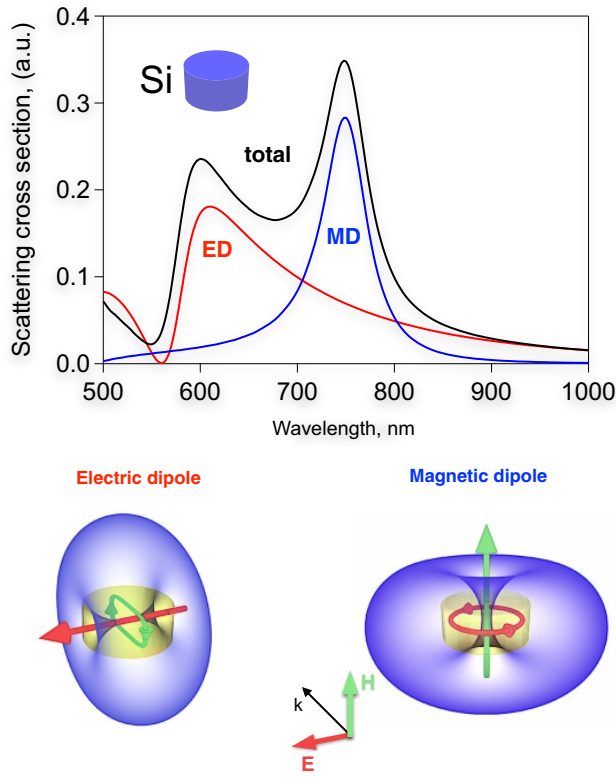 Scattering cross section, (a.u.)
0.4
0.3
0.2
0.1
0.0
Si
total
ED
MD
500
600
700
800
900
1000
Wavelength, nm
Electric dipole
Magnetic dipole
k
H
E